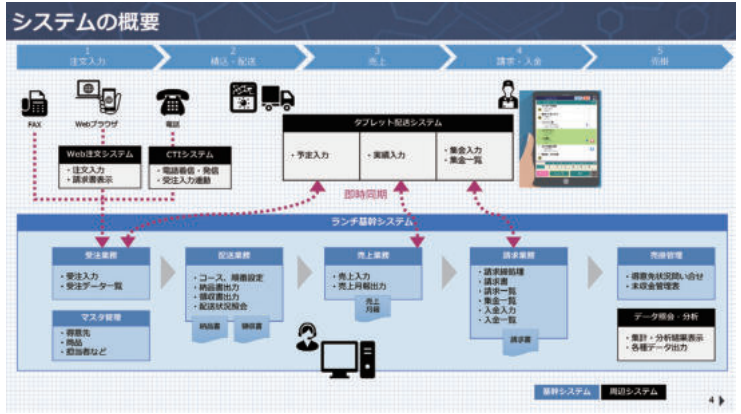 システムの概要
1
注文入力
2
積込・配送
3
売上
4
請求・入金
5
売掛
FAX
Webブラウザ
電話
Web注文システム
・注文入力
・請求書表示
CTIシステム
・電話着信・発信
・受注入力連動
タブレット配送システム
・予定入力
・実績入力
・集金入力
・集金一覧
即時同期
ランチ基幹システム
受注業務
・受注入力
・受注データ一覧
マスタ管理
・得意先
・商品
・担当者など
配送業務
・コース、順番設定
・納品書出力
・領収書出力
・配送状況照会
納品書
領収書
売上業務
・売上入力
・売上月報出力
売上
月報
請求業務
・請求締処理
・請求書
・請求一覧
・集金一覧
・入金入力
・入金一覧
請求書
売掛管理
・得意先状況問い合せ
・未収金管理表
データ照会・分析
・集計・分析結果表示
・各種データ出力
基幹システム
周辺システム
4